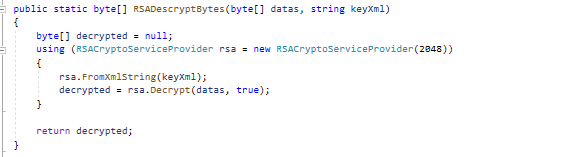 public static byte[] RSADescryptBytes(byte[] datas, string keyXml)
{
    byte[] decrypted = null;
    using (RSACryptoServiceProvider rsa = new RSACryptoServiceProvider(2048))
    {
        rsa.FromXmlString(keyXml);
        decrypted = rsa.Decrypt(datas, true);
    }

    return decrypted;
}